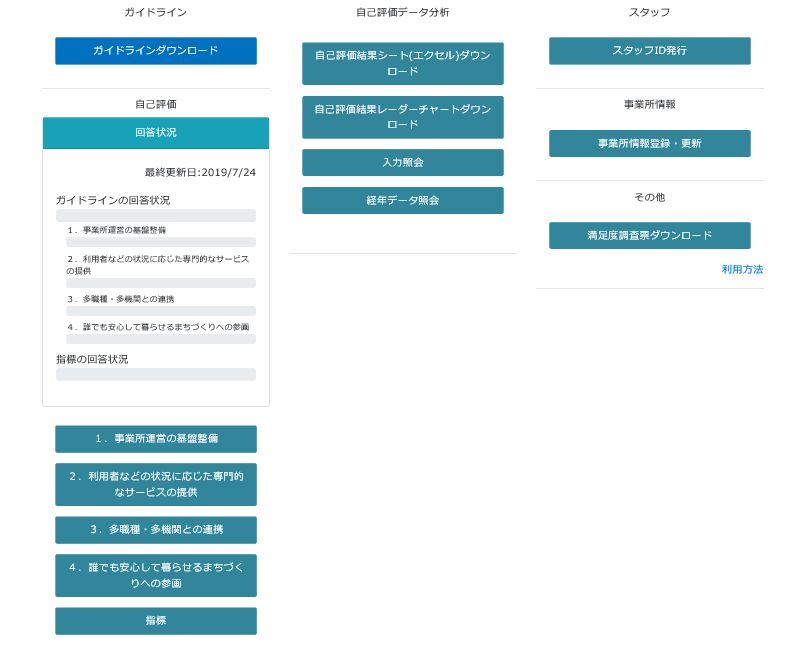 ガイドライン
ガイドラインダウンロード
自己評価
回答状況
最終更新日:2019/7/24
ガイドラインの回答状況
１．事業所運営の基盤整備
２．利用者などの状況に応じた専門的なサービス
の提供
３．多職種・多機関との連携
４．誰でも安心して暮らせるまちづくりへの参画
指標の回答状況
１．事業所運営の基盤整備
２．利用者などの状況に応じた専門的
なサービスの提供
３．多職種・多機関との連携
４．誰でも安心して暮らせるまちづく
りへの参画
指標
自己評価データ分析
自己評価結果シート(エクセル)ダウン
ロード
自己評価結果レーダーチャートダウン
ロード
入力照会
経年データ照会
スタッフ
スタッフID発行
事業所情報
事業所情報登録・更新
その他
満足度調査票ダウンロード
利用方法